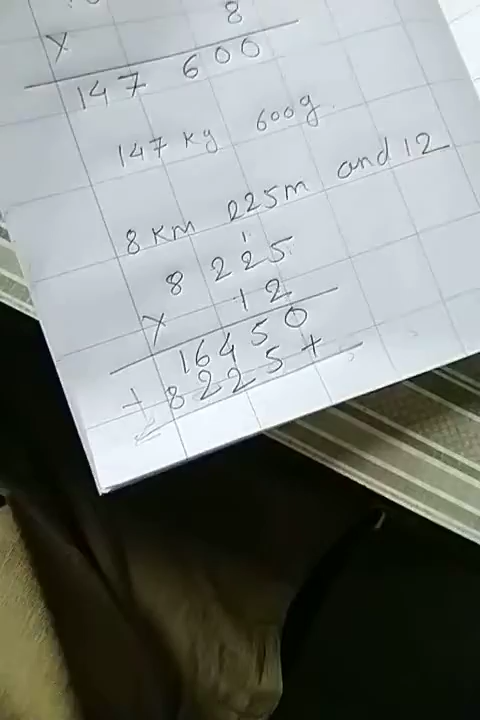 8
x
147 600
147 Kg 600g.
8 KM 225m and 12
8 2 2 5
x 1 2
1 6 4 5 0
+ 8 2 2 5 +